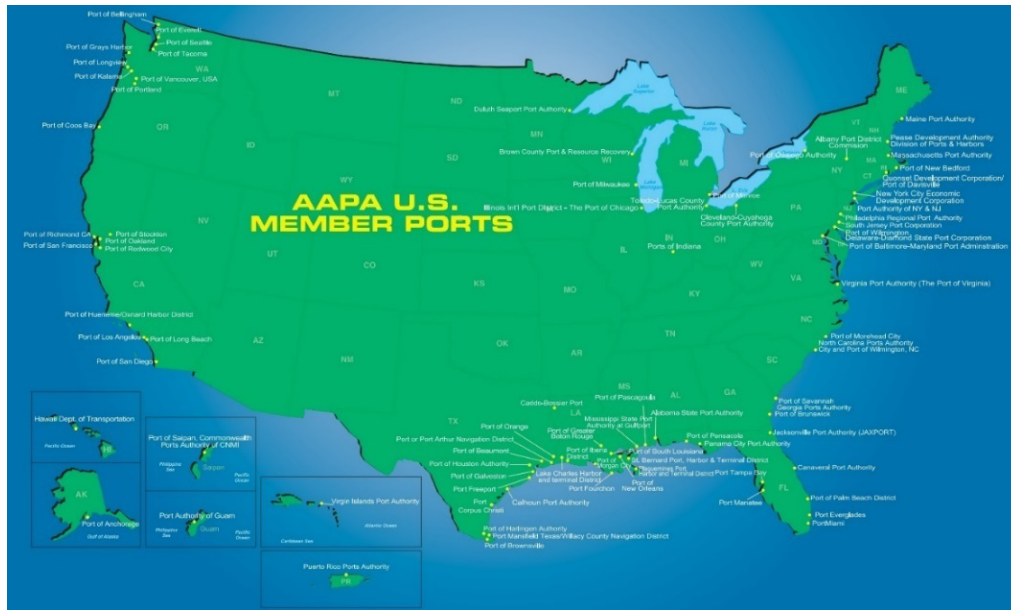 AAPA U.S.
MEMBER PORTS
Port of Bellingham
Port of Everett
Port of Seattle
Port of Tacoma
Port of Grays Harbor
Port of Longview
Port of Kalama
Port of Vancouver, USA
Port of Portland
Port of Coos Bay
Port of Richmond CA
Port of Stockton
Port of Oakland
Port of San Francisco
Port of Redwood City
Port of Hueneme/Oxnard Harbor District
Port of Los Angeles
Port of Long Beach
Port of San Diego
WA
OR
ID
MT
ND
SD
MN
WI
MI
WY
NV
UT
CO
CA
AZ
NM
KS
MO
OK
AR
TX
LA
MS
AL
GA
FL
SC
NC
TN
KY
VA
WV
OH
IN
IL
PA
NY
VT
NH
ME
MA
CT
RI
NJ
MD
DE
Lake
Superior
Lake
Huron
Lake
Michigan
Duluth Seaport Authority
Brown County Port & Resource Recovery
Port of Milwaukee
Illinois Int'l Port District – The Port of Chicago
Port of Monroe
Toledo-Lucas County
Port Authority
Cleveland-Cuyahoga
County Port Authority
Ports of Indiana
Port of Oswego Authority
Albany Port District
Commission
Maine Port Authority
Pease Development Authority
Division of Ports & Harbors
Massachusetts Port Authority
Port of New Bedford
Quonset Development Corporation/
Port of Davisville
New York City Economic
Development Corporation
Port Authority of NY & NJ
Philadelphia Regional Port Authority
South Jersey Port Corporation
Port of Wilmington
Delaware-Diamond State Port Corporation
Port of Baltimore-Maryland Port Adminstration
Virginia Port Authority (The Port of Virginia)
Port of Morehead City
North Carolina Ports Authority
City and Port of Wilmington, NC
Port of Savannah
Georgia Ports Authority
Port of Brunswick
Jacksonville Port Authority (JAXPORT)
Canaveral Port Authority
Port of Palm Beach District
Port Everglades
PortMiami
Port Tampa Bay
Port Manatee
Port of Pensacola
Panama City Port Authority
Alabama State Port Authority
Port of Pascagoula
Mississippi State Port
Authority at Gulfport
Caddo-Bossier Port
Port of Greater
Baton Rouge
Port of South Louisiana
St. Bernard Port, Harbor & Terminal District
Plaquemines Port
Harbor and Terminal District
Port of
New Orleans
Port of Iberia
District
Port of
Morgan City
Port Fourchon
Lake Charles Harbor
and terminal District
Port of Orange
Port or Port Arthur Navigation District
Port of Beaumont
Port of Houston Authority
Port of Galveston
Port Freeport
Calhoun Port Authority
Port
Corpus Christi
Port of Harlingen Authority
Port Mansfield Texas/Willacy County Navigation District
Port of Brownsville
Hawaii Dept. of Transportation
Pacific Ocean
HI
AK
Port of Anchorage
Gulf of Alaska
Port of Saipan, Commonwealth
Ports Authority of CNMI
Philippine
Sea
Saipan
Pacific
Ocean
Port Authority of Guam
Philippine
Sea
Guam
Pacific
Ocean
Virgin Islands Port Authority
Atlantic Ocean
Caribbean Sea
Puerto Rico Ports Authority
PR